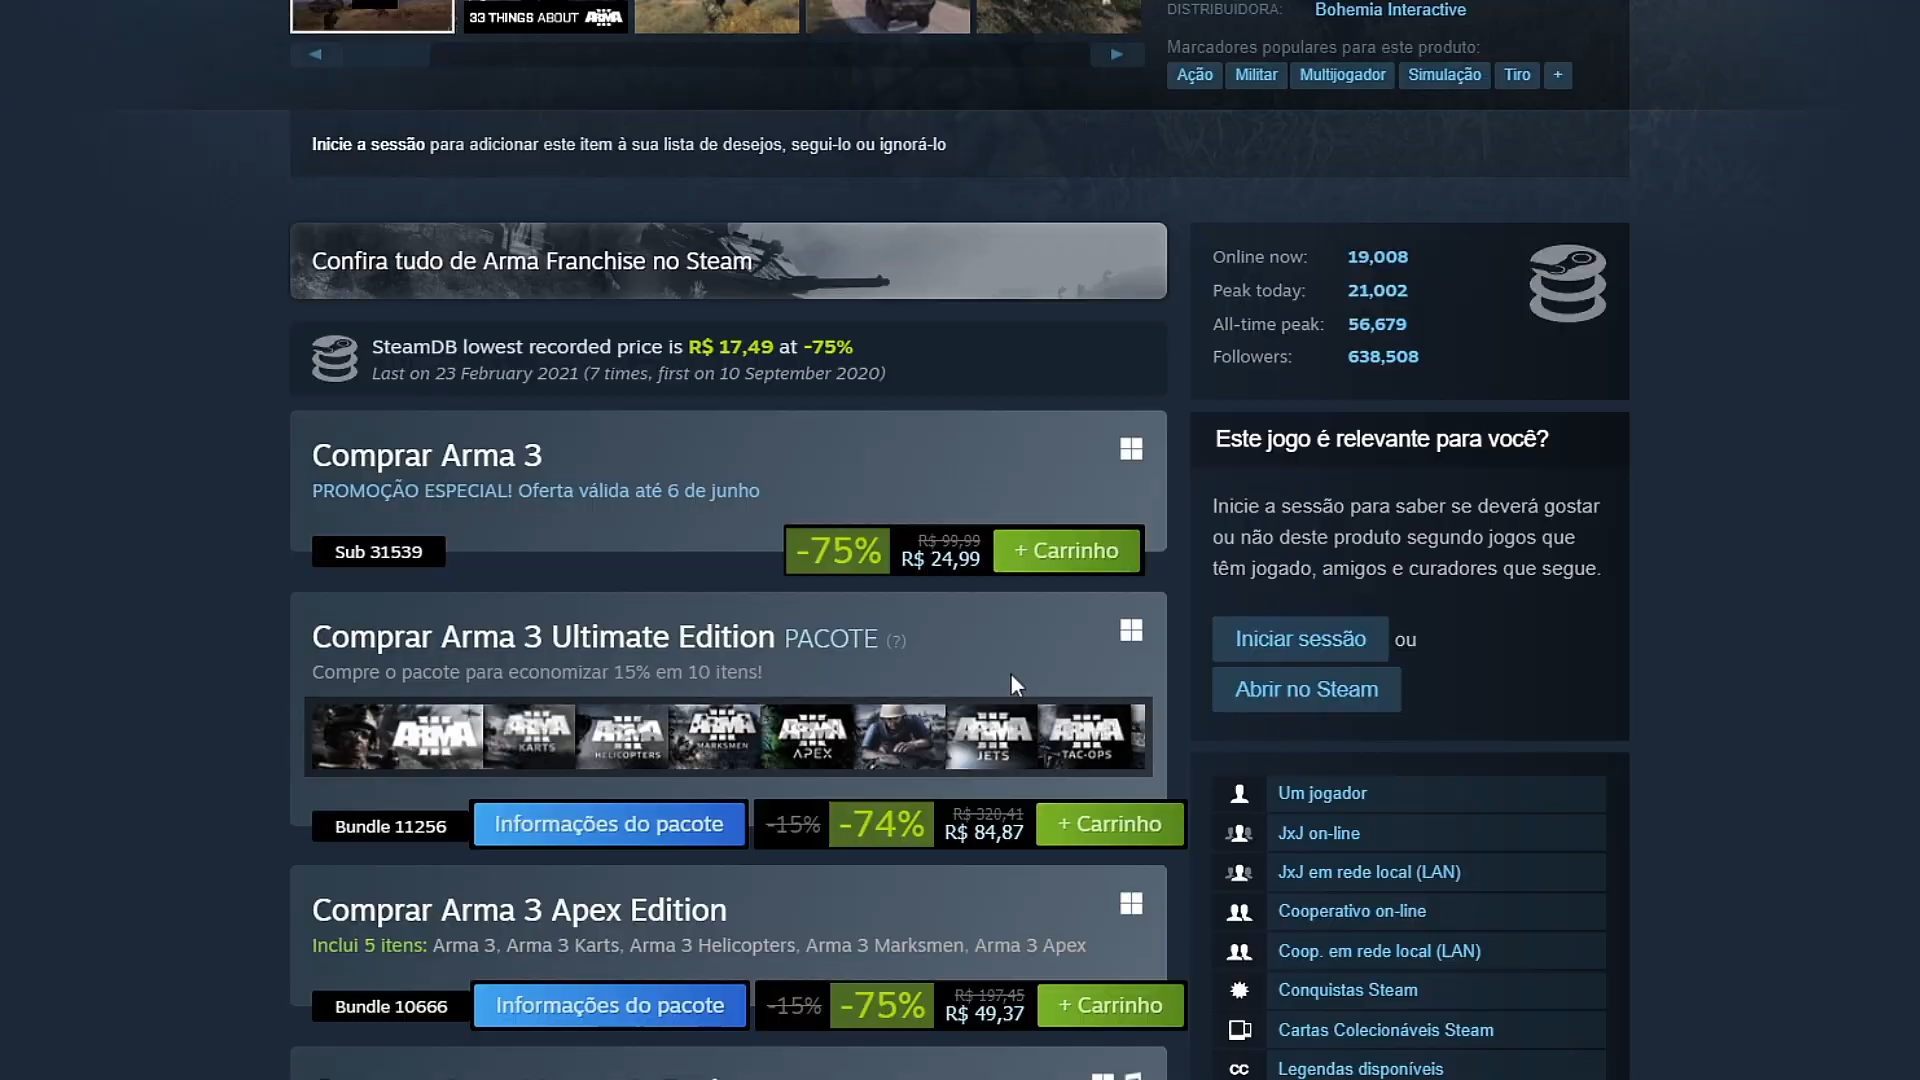 33 THINGS ABOUT ARMA
DISTRIBUIDORA: Bohemia Interactive
Marcadores populares para este produto:
Ação Militar Multijogador Simulação Tiro +
Inicie a sessão para adicionar este item à sua lista de desejos, segui-lo ou ignorá-lo
Confira tudo de Arma Franchise no Steam
SteamDB lowest recorded price is R$ 17,49 at -75%
Last on 23 February 2021 (7 times, first on 10 September 2020)
Comprar Arma 3
PROMOÇÃO ESPECIAL! Oferta válida até 6 de junho
Sub 31539
-75%
R$ 99,99
R$ 24,99
+ Carrinho
Comprar Arma 3 Ultimate Edition PACOTE (?)
Compre o pacote para economizar 15% em 10 itens!
ARMA III
ARMA III KARTS
ARMA III HELICOPTERS
ARMA III MARKSMEN
ARMA III APEX
ARMA III JETS
ARMA III TAC-OPS
Bundle 11256
Informações do pacote
-15%
-74%
R$ 320,41
R$ 84,87
+ Carrinho
Comprar Arma 3 Apex Edition
Inclui 5 itens: Arma 3, Arma 3 Karts, Arma 3 Helicopters, Arma 3 Marksmen, Arma 3 Apex
Bundle 10666
Informações do pacote
-15%
-75%
R$ 197,45
R$ 49,37
+ Carrinho
Online now: 19,008
Peak today: 21,002
All-time peak: 56,679
Followers: 638,508
Este jogo é relevante para você?
Inicie a sessão para saber se deverá gostar
ou não deste produto segundo jogos que
têm jogado, amigos e curadores que segue.
Iniciar sessão ou
Abrir no Steam
Um jogador
JxJ on-line
JxJ em rede local (LAN)
Cooperativo on-line
Coop. em rede local (LAN)
Conquistas Steam
Cartas Colecionáveis Steam
CC Legendas disponíveis